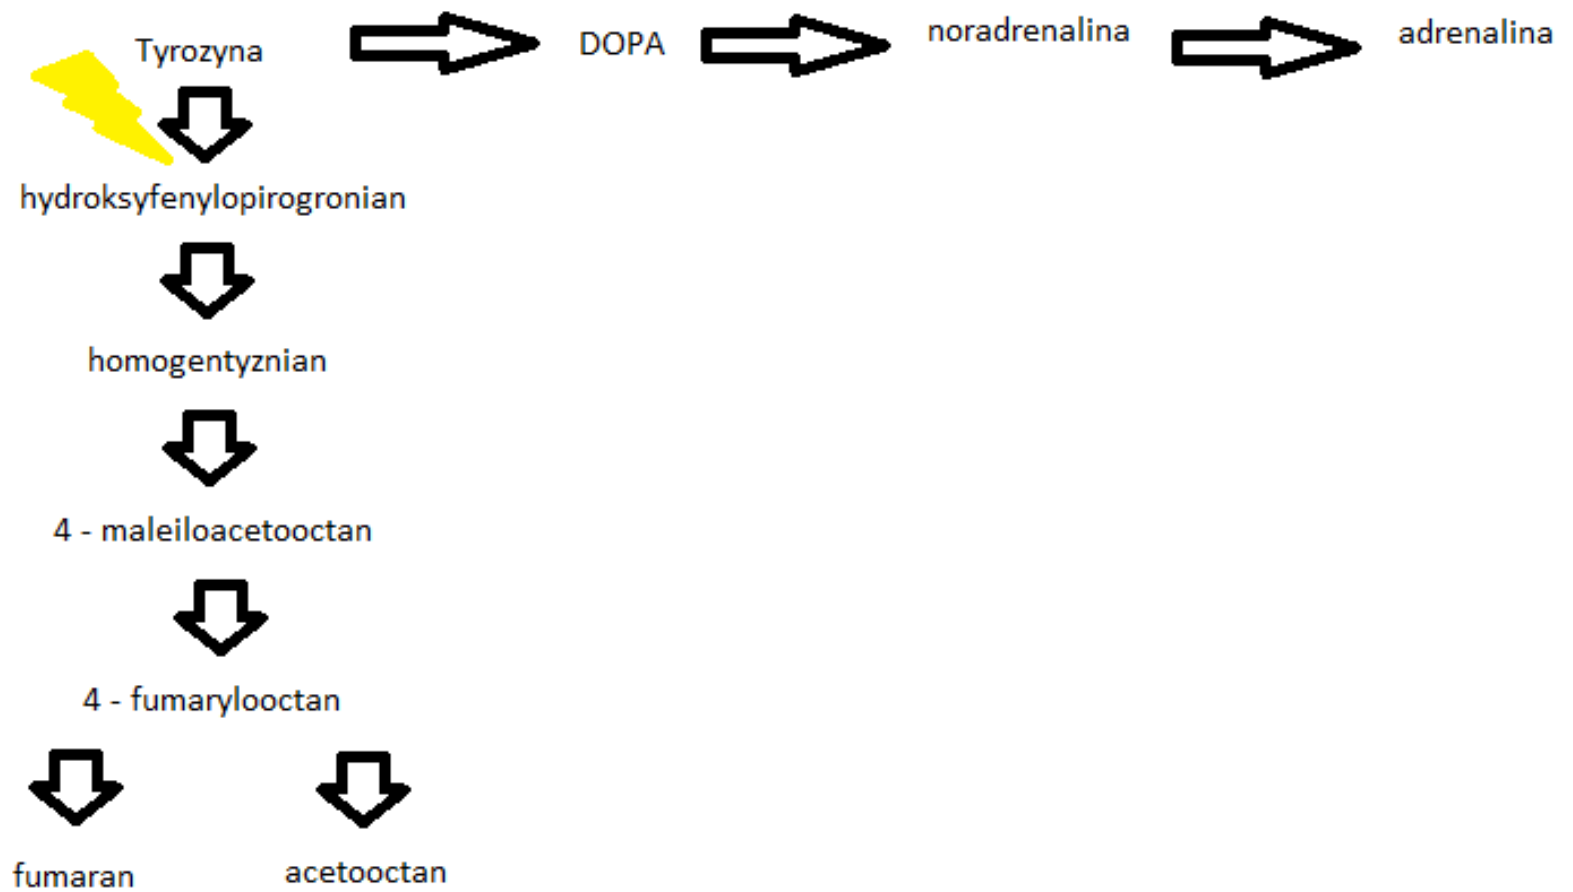 Tyrozyna
DOPA
noradrenalina
adrenalina
hydroksyfenylopirogronian
homogentyznian
4 - maleiloacetooctan
4 - fumarylooctan
fumaran
acetooctan